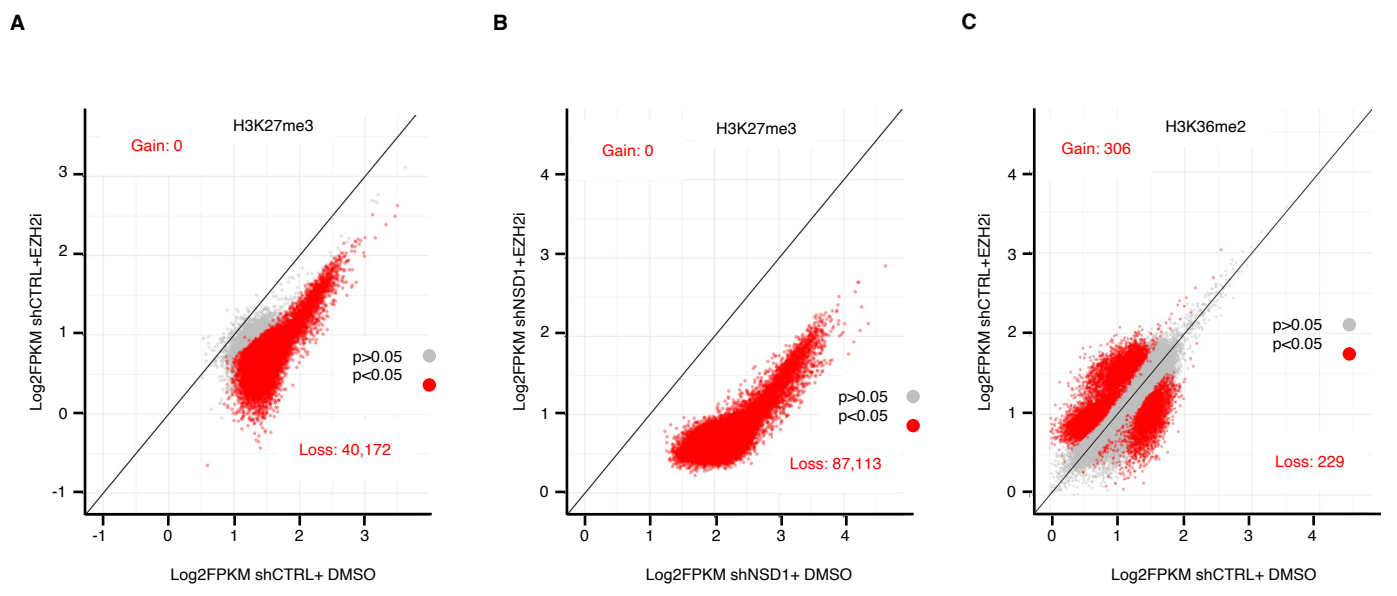 A
H3K27me3
Gain: 0
3
2
1
0
-1
Log2FPKM shCTRL+EZH2i
p>0.05
p<0.05
Loss: 40,172
-1
0
1
2
3
Log2FPKM shCTRL+ DMSO
B
H3K27me3
Gain: 0
4
3
2
1
0
Log2FPKM shNSD1+EZH2i
p>0.05
p<0.05
Loss: 87,113
0
1
2
3
4
Log2FPKM shNSD1+ DMSO
C
H3K36me2
Gain: 306
4
3
2
1
0
Log2FPKM shCTRL+EZH2i
p>0.05
p<0.05
Loss: 229
0
1
2
3
4
Log2FPKM shCTRL+ DMSO